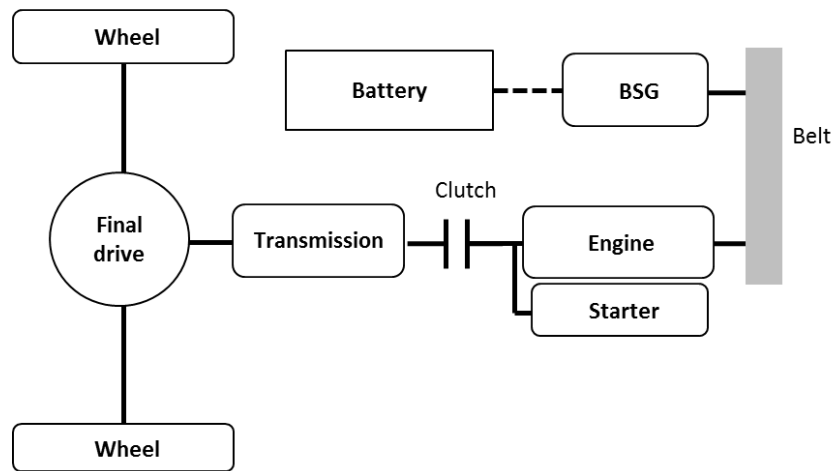 Wheel
Battery
BSG
Belt
Clutch
Final
drive
Transmission
Engine
Starter
Wheel